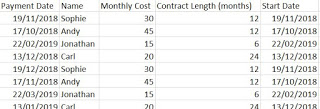 Payment Date Name Monthly Cost Contract Length (months) Start Date
19/11/2018 Sophie 30 12 19/11/2018
17/10/2018 Andy 45 12 17/10/2018
22/02/2019 Jonathan 15 6 22/02/2019
13/12/2018 Carl 20 24 13/12/2018
19/12/2018 Sophie 30 12 19/11/2018
17/11/2018 Andy 45 12 17/10/2018
22/03/2019 Jonathan 15 6 22/02/2019
13/01/2019 Carl 20 24 13/12/2018